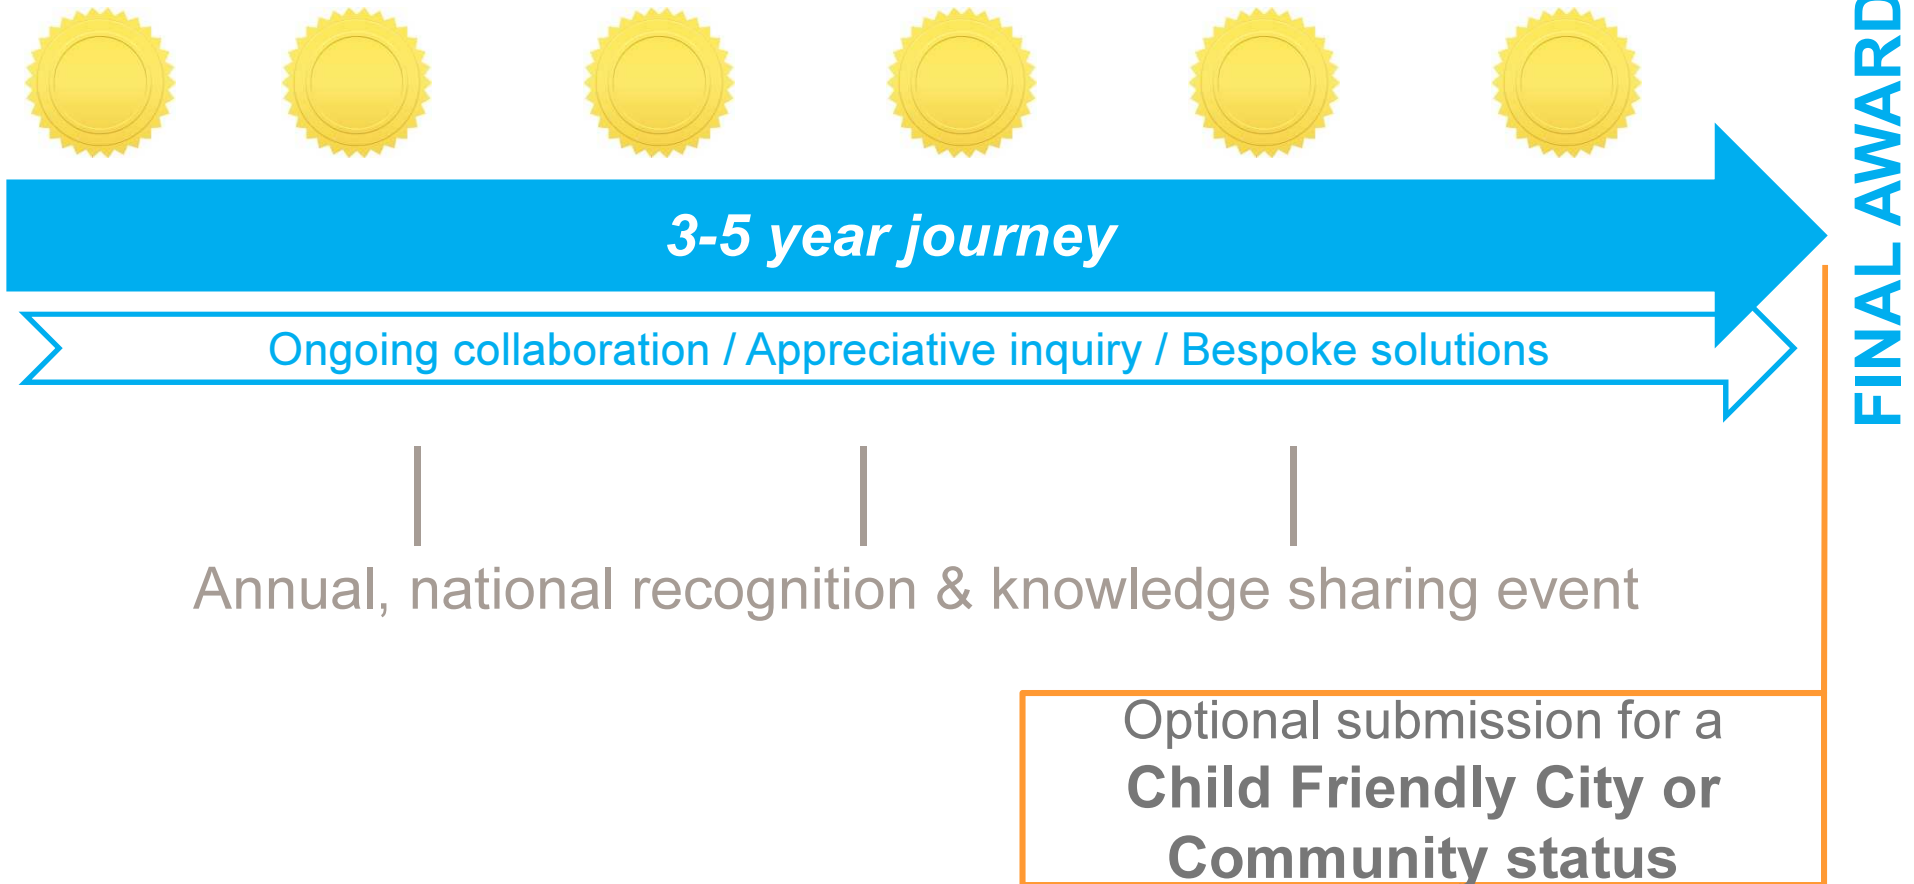 3-5 year journey
FINAL AWARD
Ongoing collaboration / Appreciative inquiry / Bespoke solutions
Annual, national recognition & knowledge sharing event
Optional submission for a
Child Friendly City or
Community status